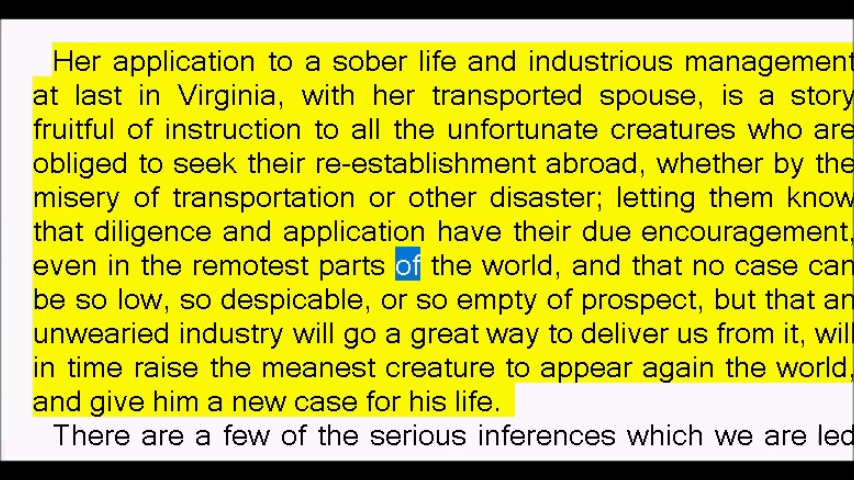 Her application to a sober life and industrious management
at last in Virginia, with her transported spouse, is a story
fruitful of instruction to all the unfortunate creatures who are
obliged to seek their re-establishment abroad, whether by the
misery of transportation or other disaster; letting them know
that diligence and application have their due encouragement,
even in the remotest parts of the world, and that no case can
be so low, so despicable, or so empty of prospect, but that an
unwearied industry will go a great way to deliver us from it, will
in time raise the meanest creature to appear again the world,
and give him a new case for his life.
There are a few of the serious inferences which we are led